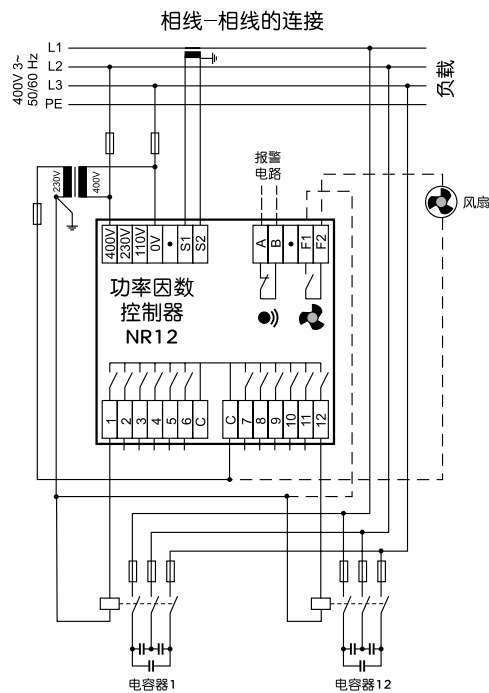 相线-相线的连接
L1
L2
L3
PE
400V 3~
50/60 Hz
负载
230V
400V
报警
电路
风扇
400V
230V
110V
0V
•
S1
S2
A
B
•
F1
F2
功率因数
控制器
NR12
1
2
3
4
5
6
C
C
7
8
9
10
11
12
电容器1
电容器12